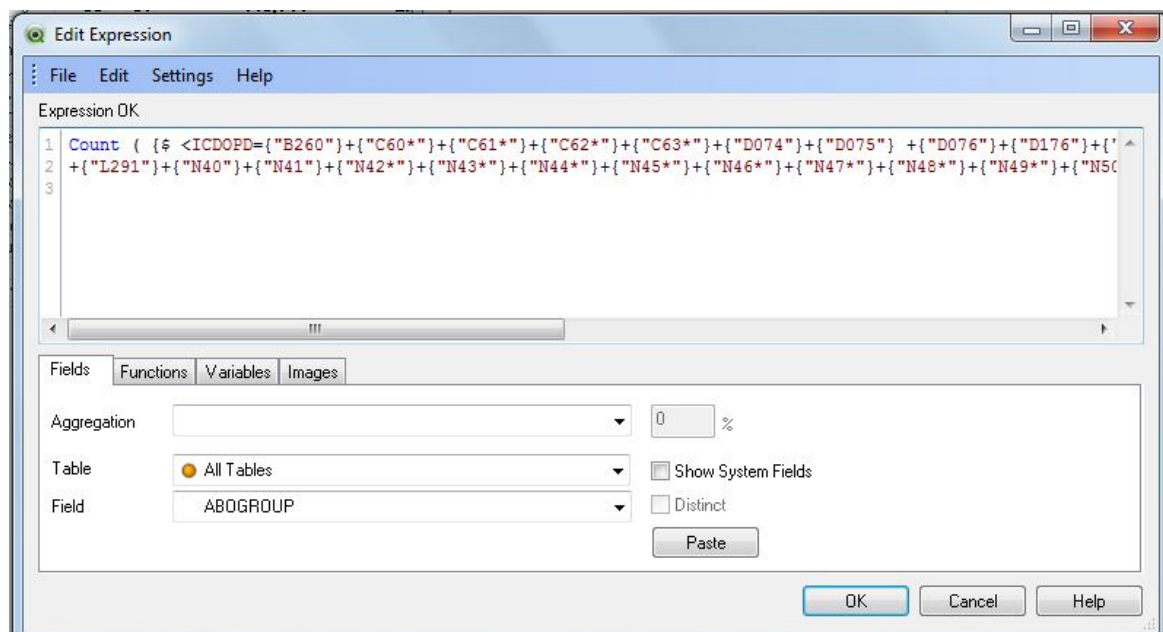 Edit Expression
File Edit Settings Help
Expression OK
1 Count ( {$ <ICDOPD={"B260"}+{"C60*"}+{"C61*"}+{"C62*"}+{"C63*"}+{"D074"}+{"D075"} +{"D076"}+{"D176"}+{"
2 +{"L291"}+{"N40"}+{"N41"}+{"N42*"}+{"N43*"}+{"N44*"}+{"N45*"}+{"N46*"}+{"N47*"}+{"N48*"}+{"N49*"}+{"N50
3
Fields Functions Variables Images
Aggregation 0 %
Table All Tables Show System Fields
Field ABOGROUP Distinct
Paste
OK Cancel Help